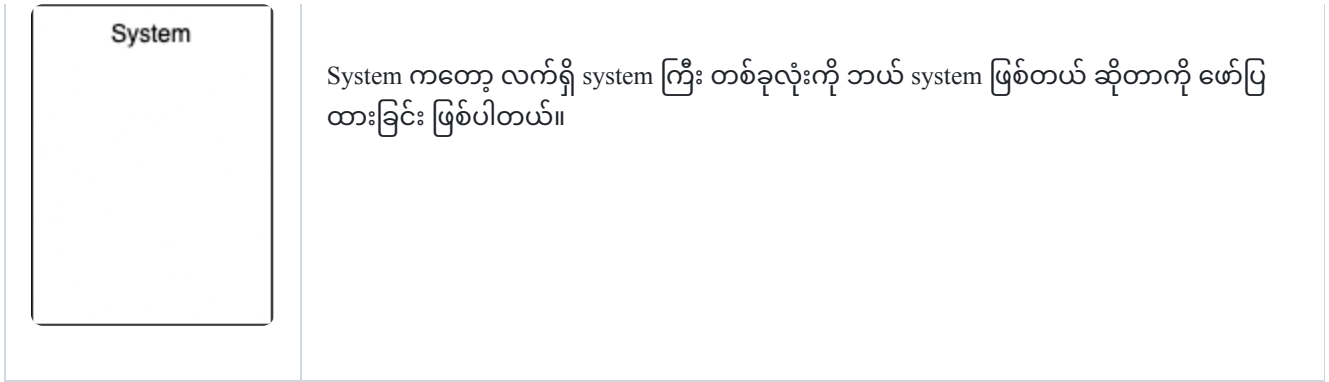 System
System ကတော့ လက်ရှိ system ကြီး တစ်ခုလုံးကို ဘယ် system ဖြစ်တယ် ဆိုတာကို ဖော်ပြ
ထားခြင်း ဖြစ်ပါတယ်။